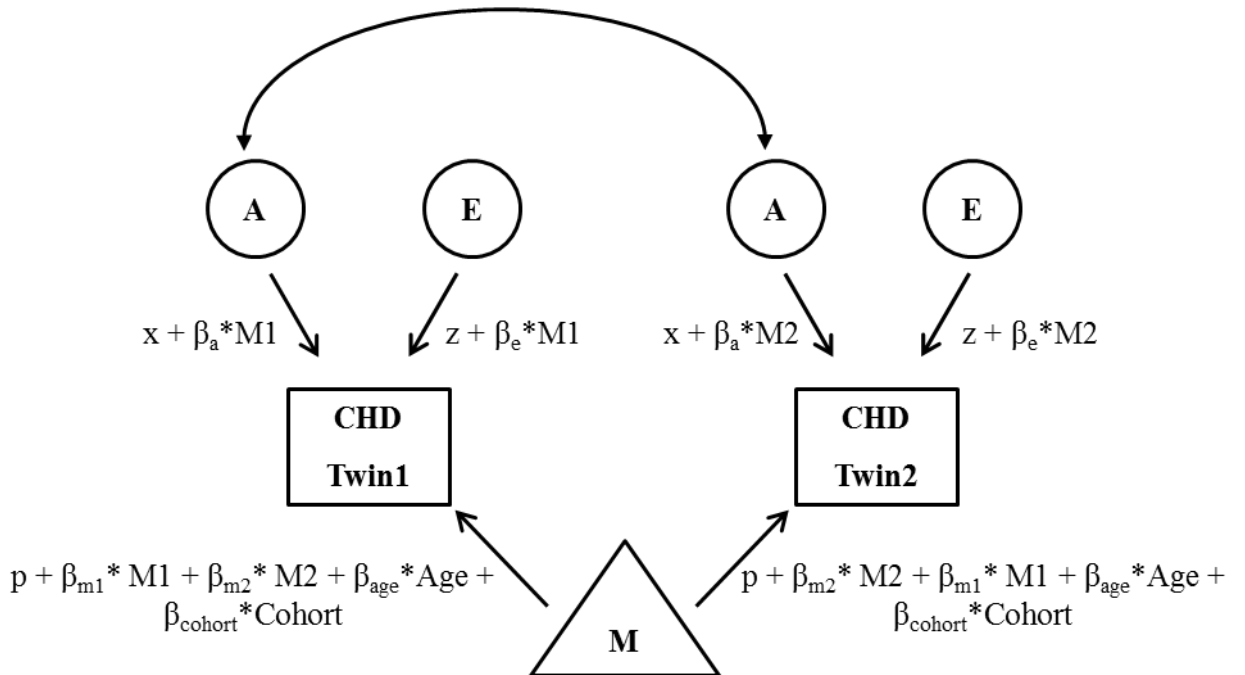 A
E
A
E
x + βa*M1
z + βe*M1
x + βa*M2
z + βe*M2
CHD
Twin1
CHD
Twin2
p + βm1* M1 + βm2* M2 + βage*Age +
βcohort*Cohort
p + βm2* M2 + βm1* M1 + βage*Age +
βcohort*Cohort
M